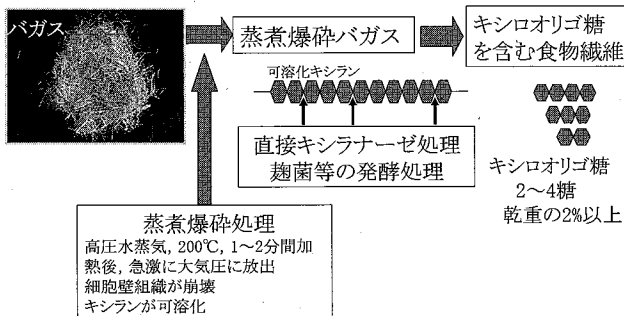 バガス
蒸煮爆砕バガス
キシロオリゴ糖
を含む食物繊維
可溶化キシラン
直接キシラナーゼ処理
麹菌等の発酵処理
キシロオリゴ糖
2～4糖
乾重の2%以上
蒸煮爆砕処理
高圧水蒸気, 200℃, 1～2分間加
熱後, 急激に大気圧に放出
細胞壁組織が崩壊
キシランが可溶化